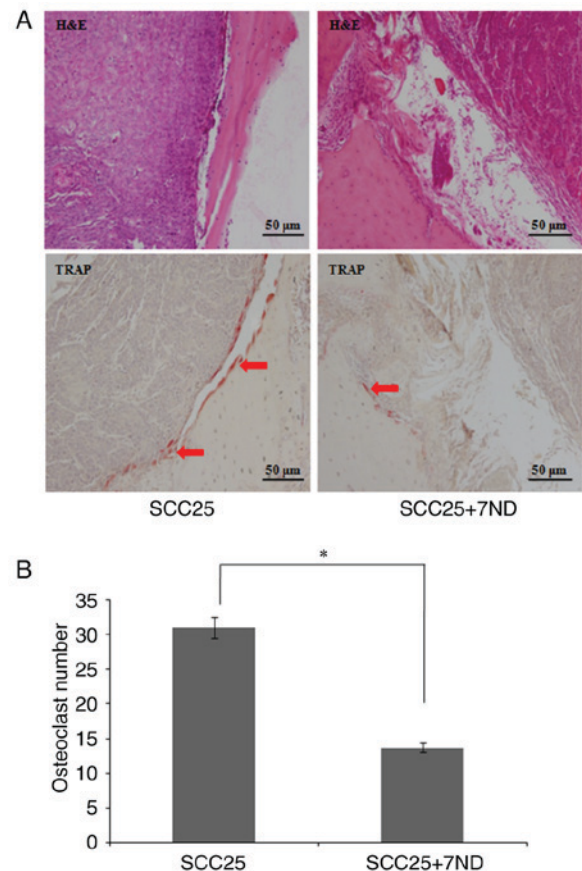 A
H&E
50 µm
H&E
50 µm
TRAP
50 µm
TRAP
50 µm
SCC25
SCC25+7ND
B
*
Osteoclast number
35
30
25
20
15
10
5
0
SCC25
SCC25+7ND